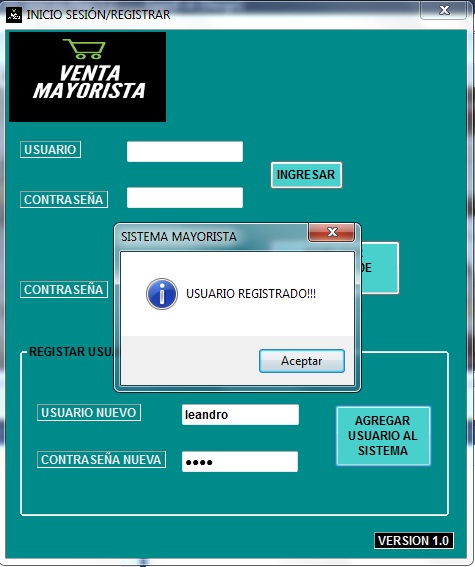 INICIO SESIÓN/REGISTRAR
VENTA
MAYORISTA
USUARIO
INGRESAR
CONTRASEÑA
SISTEMA MAYORISTA
DE
CONTRASEÑA
USUARIO REGISTRADO!!!
Aceptar
REGISTAR USU
USUARIO NUEVO
leandro
AGREGAR
USUARIO AL
SISTEMA
CONTRASEÑA NUEVA
●●●●
VERSION 1.0